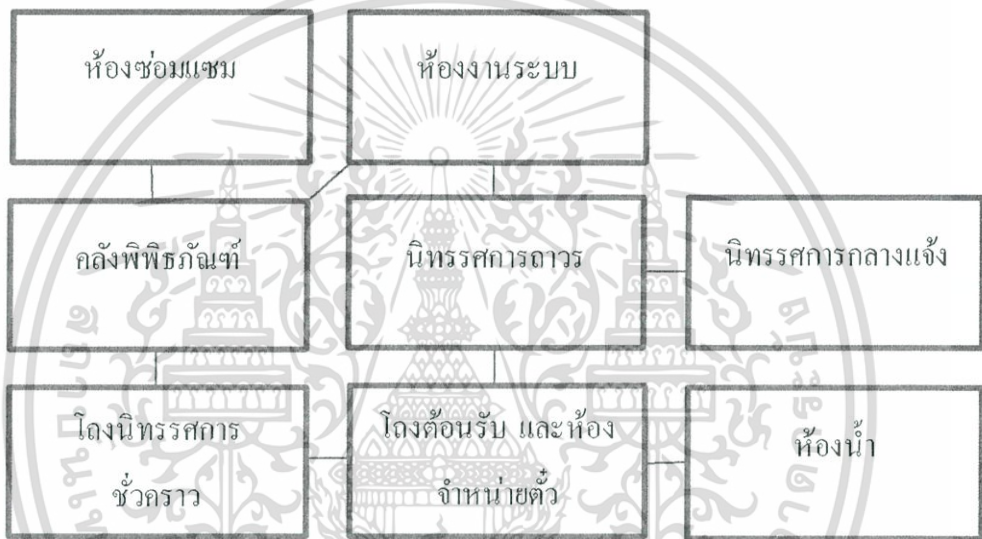 ห้องซ่อมแซม
ห้องงานระบบ
คลังพิพิธภัณฑ์
นิทรรศการถาวร
นิทรรศการกลางแจ้ง
โถงนิทรรศการ
ชั่วคราว
โถงต้อนรับ และห้อง
จำหน่ายตั๋ว
ห้องน้ำ